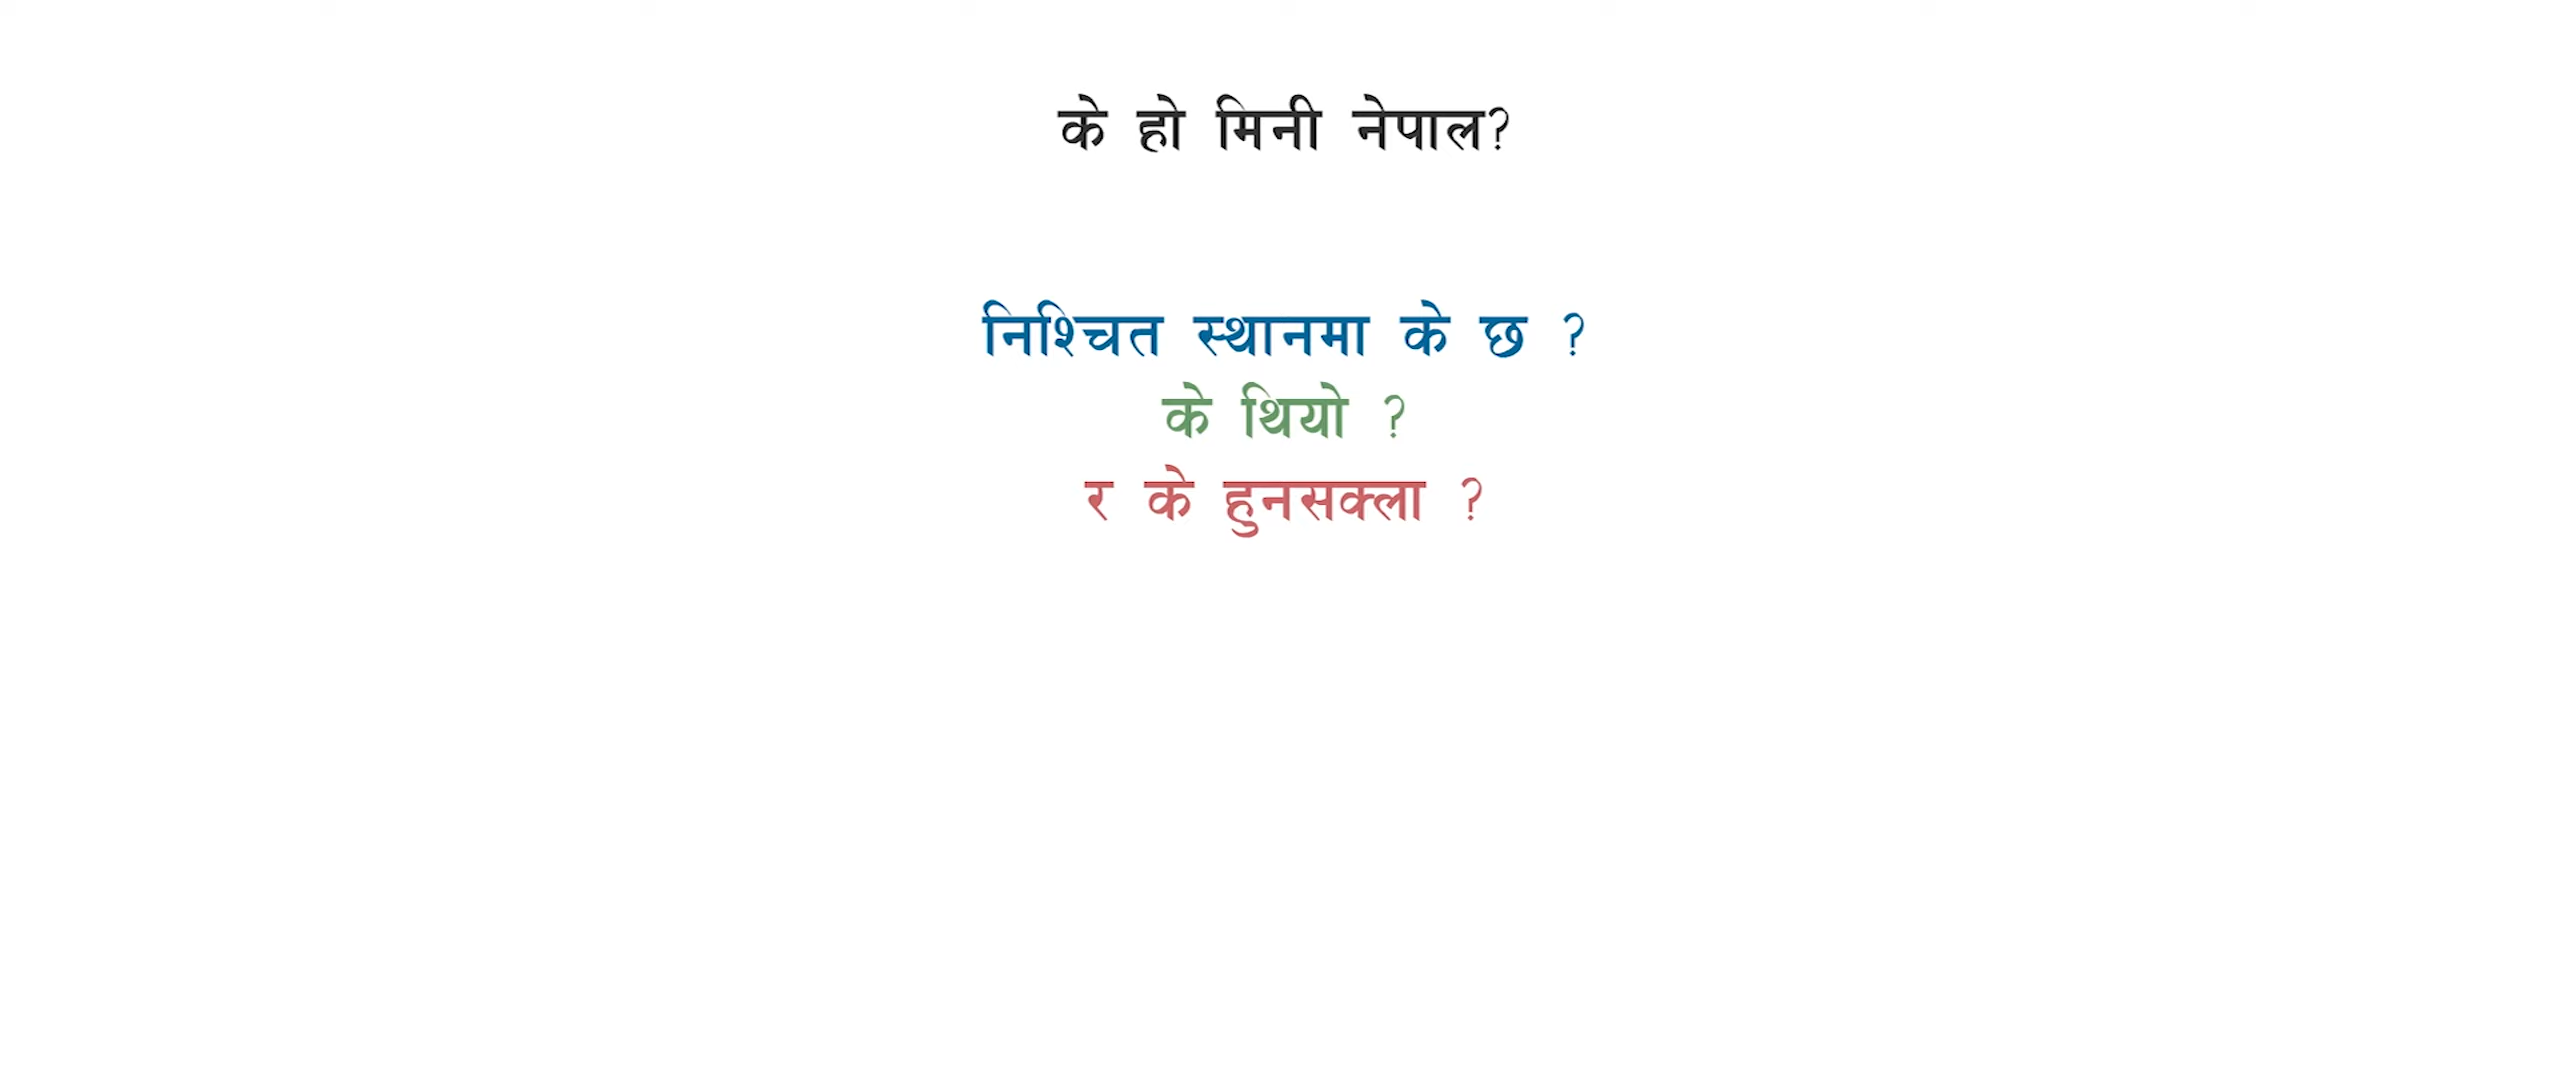 के हो मिनी नेपाल?
निश्चित स्थानमा के छ ?
के थियो ?
र के हुनसक्ला ?